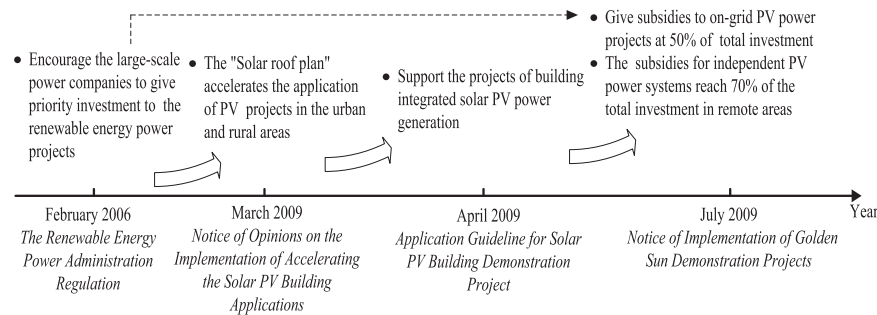 ● Encourage the large-scale
power companies to give
priority investment to the
renewable energy power
projects
● The "Solar roof plan"
accelerates the application
of PV projects in the urban
and rural areas
● Support the projects of building
integrated solar PV power
generation
● Give subsidies to on-grid PV power
projects at 50% of total investment
● The subsidies for independent PV
power systems reach 70% of the
total investment in remote areas
February 2006
The Renewable Energy
Power Administration
Regulation
March 2009
Notice of Opinions on the
Implementation of Accelerating
the Solar PV Building
Applications
April 2009
Application Guideline for Solar
PV Building Demonstration
Project
July 2009
Notice of Implementation of Golden
Sun Demonstration Projects
Year